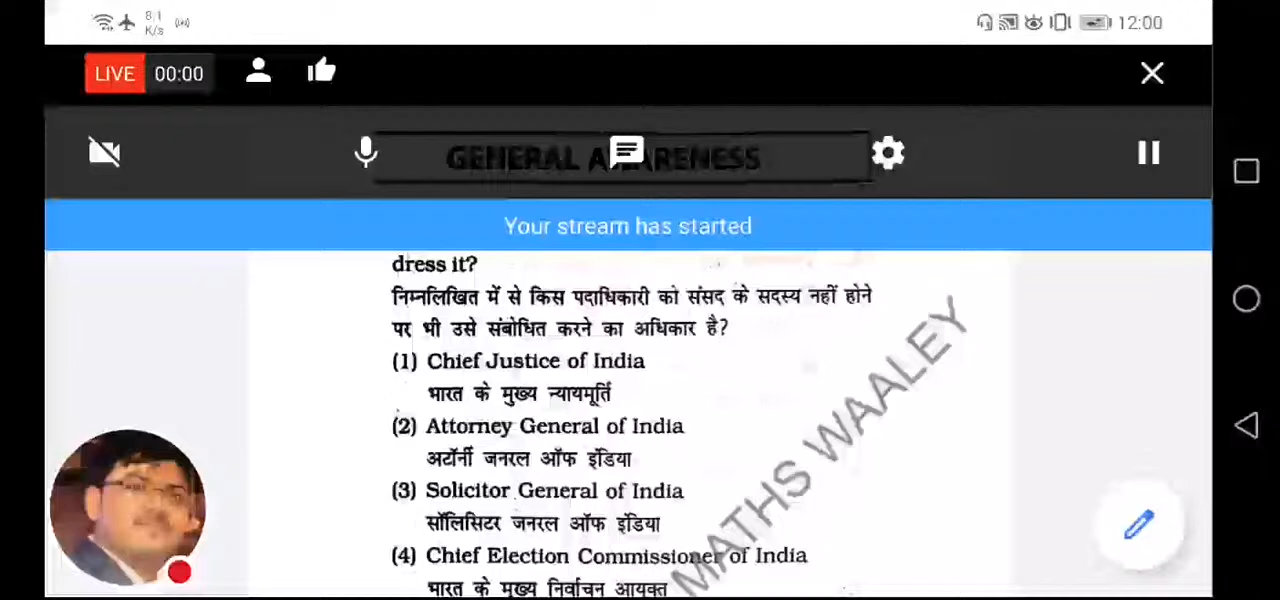 8/1
K/s
12:00
LIVE 00:00
GENERAL AWARENESS
Your stream has started
dress it?
निम्नलिखित में से किस पदाधिकारी को संसद के सदस्य नहीं होने
पर भी उसे संबोधित करने का अधिकार है?
(1) Chief Justice of India
भारत के मुख्य न्यायमूर्ति
(2) Attorney General of India
अटॉर्नी जनरल ऑफ इंडिया
(3) Solicitor General of India
सॉलिसिटर जनरल ऑफ इंडिया
(4) Chief Election Commissioner of India
भारत के मुख्य निर्वाचन आयुक्त
MATHS WAALEY